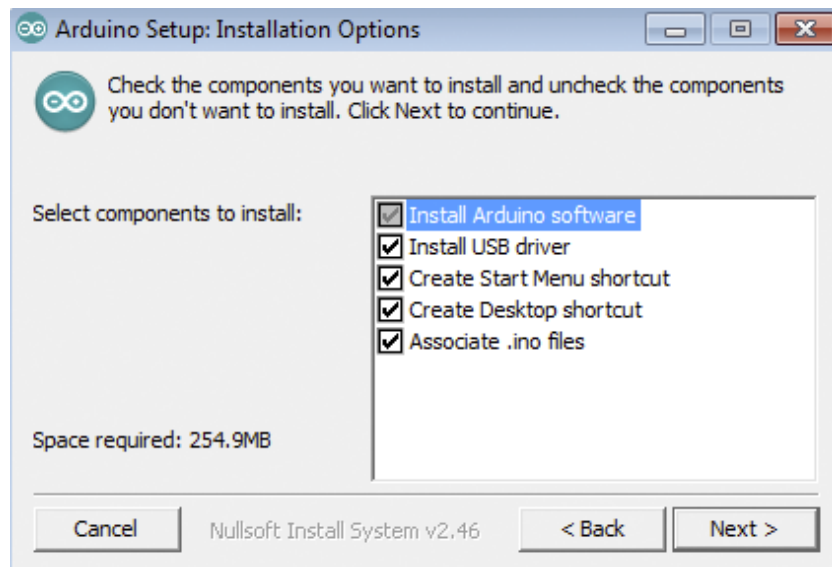 Arduino Setup: Installation Options
Check the components you want to install and uncheck the components
you don't want to install. Click Next to continue.
Select components to install:
Install Arduino software
Install USB driver
Create Start Menu shortcut
Create Desktop shortcut
Associate .ino files
Space required: 254.9MB
Cancel
Nullsoft Install System v2.46
< Back
Next >